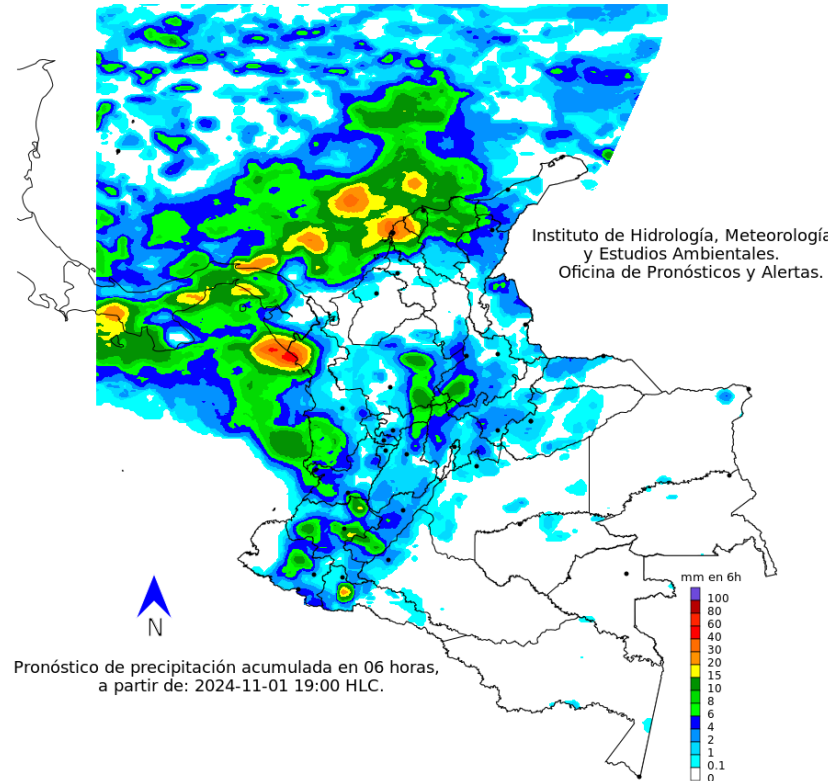 Instituto de Hidrología, Meteorología
y Estudios Ambientales.
Oficina de Pronósticos y Alertas.
N
Pronóstico de precipitación acumulada en 06 horas,
a partir de: 2024-11-01 19:00 HLC.
mm en 6h
100
80
60
40
30
20
15
10
8
6
4
2
1
0.1
0